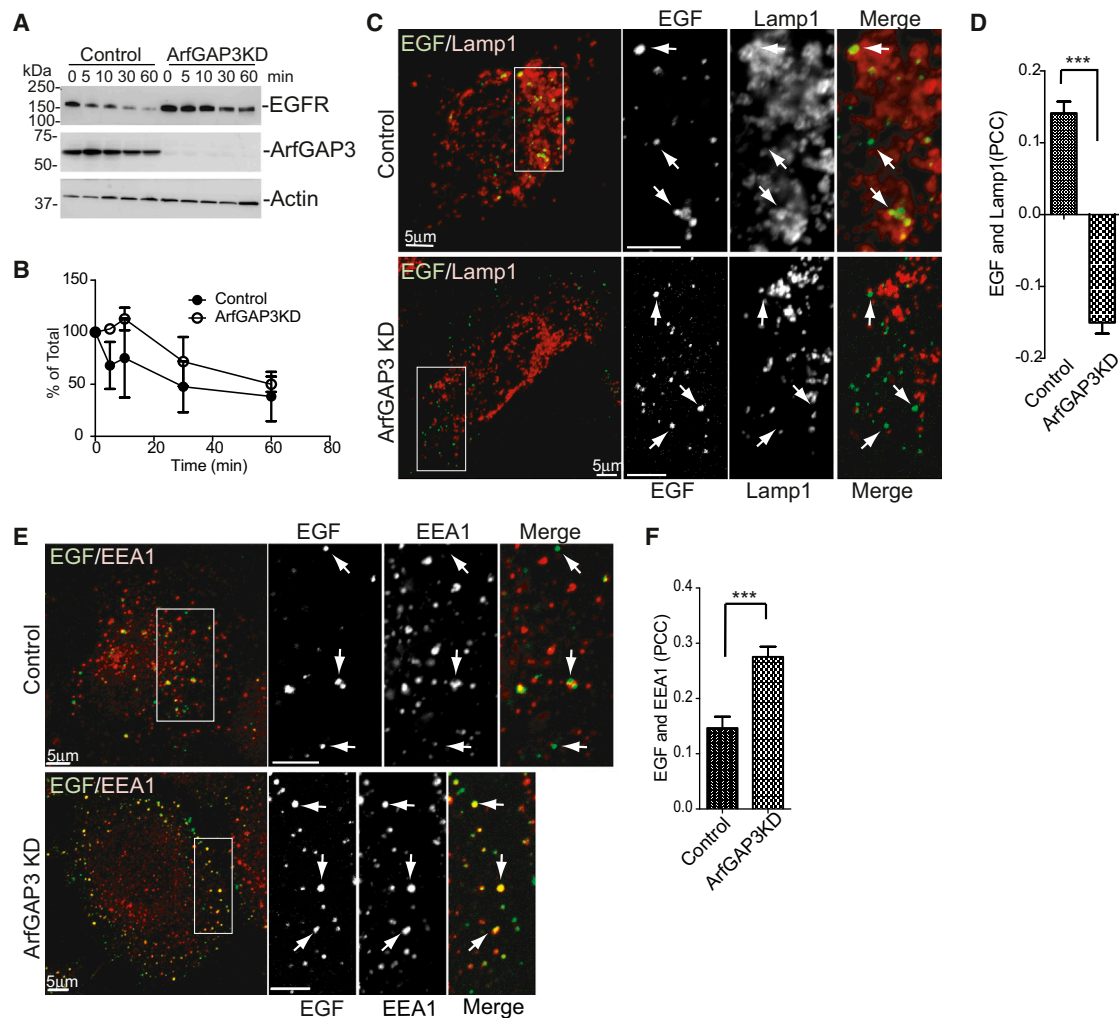 A
Control ArfGAP3KD
kDa 0 5 10 30 60 0 5 10 30 60 min
250
150
100
-EGFR
75
50
-ArfGAP3
37
-Actin
B
% of Total
150
100
50
0
Control
ArfGAP3KD
0 20 40 60 80
Time (min)
C
EGF Lamp1 Merge
Control
EGF/Lamp1
5µm
ArfGAP3 KD
EGF/Lamp1
5µm
EGF Lamp1 Merge
D
***
EGF and Lamp1(PCC)
0.2
0.1
0.0
-0.1
-0.2
Control
ArfGAP3KD
E
EGF EEA1 Merge
Control
EGF/EEA1
5µm
ArfGAP3 KD
EGF/EEA1
5µm
EGF EEA1 Merge
F
***
EGF and EEA1 (PCC)
0.4
0.3
0.2
0.1
0.0
Control
ArfGAP3KD